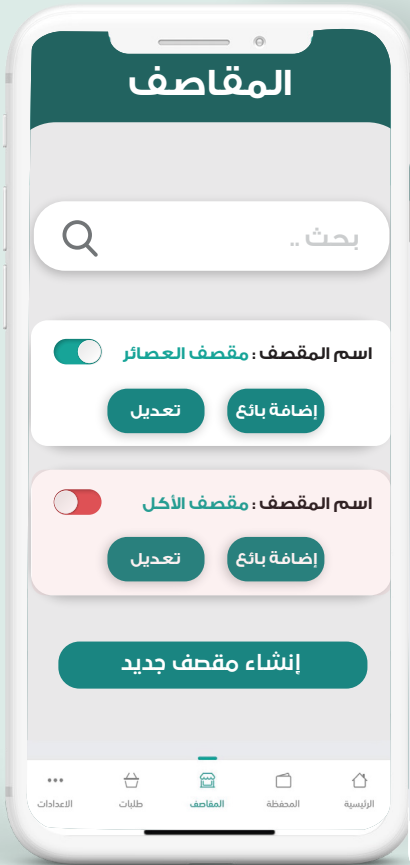 المقاصف
بحث ..
اسم المقصف : مقصف العصائر
إضافة بائع
تعديل
اسم المقصف : مقصف الأكل
إضافة بائع
تعديل
إنشاء مقصف جديد
الرئيسية
المحفظة
المقاصف
طلبات
الاعدادات